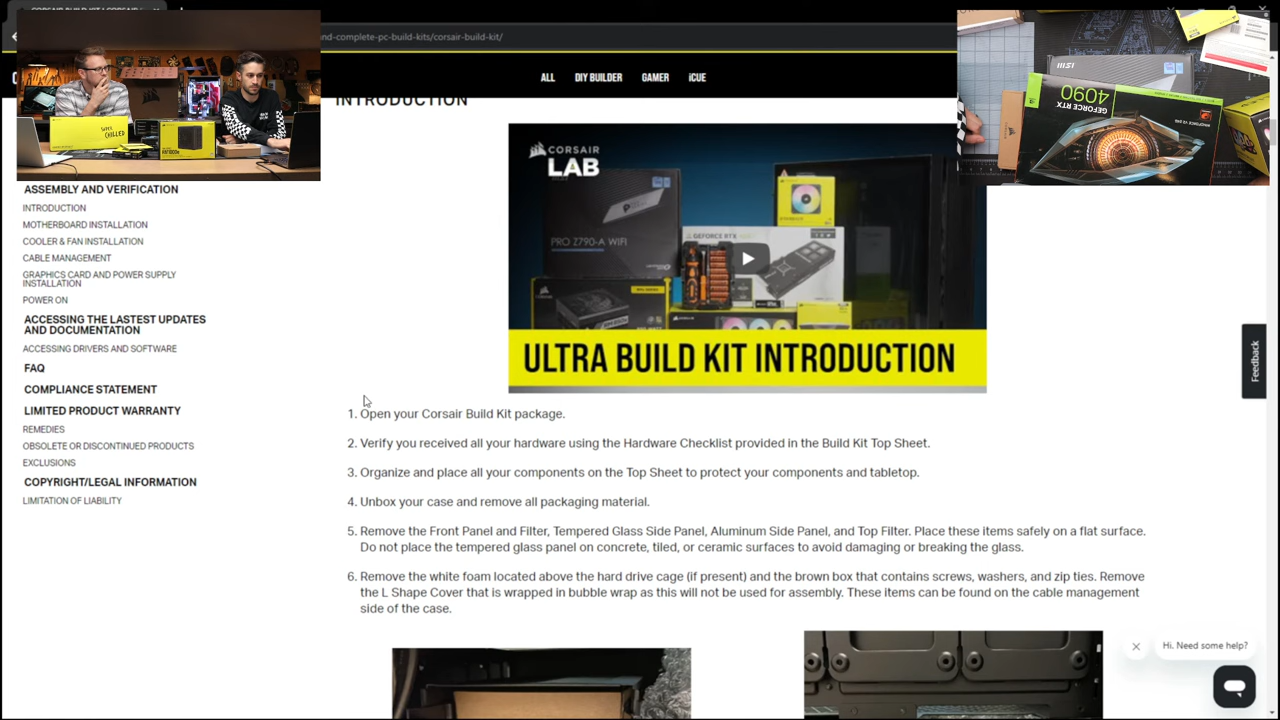 and-complete-pc-build-kits/corsair-build-kit/
ALL DIY BUILDER GAMER iCUE
INTRODUCTION
ASSEMBLY AND VERIFICATION
INTRODUCTION
MOTHERBOARD INSTALLATION
COOLER & FAN INSTALLATION
CABLE MANAGEMENT
GRAPHICS CARD AND POWER SUPPLY
INSTALLATION
POWER ON
ACCESSING THE LASTEST UPDATES
AND DOCUMENTATION
ACCESSING DRIVERS AND SOFTWARE
FAQ
COMPLIANCE STATEMENT
LIMITED PRODUCT WARRANTY
REMEDIES
OBSOLETE OR DISCONTINUED PRODUCTS
EXCLUSIONS
COPYRIGHT/LEGAL INFORMATION
LIMITATION OF LIABILITY
CORSAIR
LAB
PRO Z790-A WIFI
GEFORCE RTX
ULTRA BUILD KIT INTRODUCTION
1. Open your Corsair Build Kit package.
2. Verify you received all your hardware using the Hardware Checklist provided in the Build Kit Top Sheet.
3. Organize and place all your components on the Top Sheet to protect your components and tabletop.
4. Unbox your case and remove all packaging material.
5. Remove the Front Panel and Filter, Tempered Glass Side Panel, Aluminum Side Panel, and Top Filter. Place these items safely on a flat surface.
Do not place the tempered glass panel on concrete, tiled, or ceramic surfaces to avoid damaging or breaking the glass.
6. Remove the white foam located above the hard drive cage (if present) and the brown box that contains screws, washers, and zip ties. Remove
the L Shape Cover that is wrapped in bubble wrap as this will not be used for assembly. These items can be found on the cable management
side of the case.
msi
GEFORCE RTX
4090
STAY
CHILLED
Feedback
Hi. Need some help?